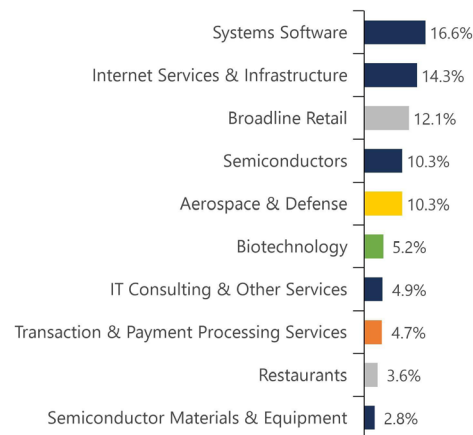 Systems Software 16.6%
Internet Services & Infrastructure 14.3%
Broadline Retail 12.1%
Semiconductors 10.3%
Aerospace & Defense 10.3%
Biotechnology 5.2%
IT Consulting & Other Services 4.9%
Transaction & Payment Processing Services 4.7%
Restaurants 3.6%
Semiconductor Materials & Equipment 2.8%